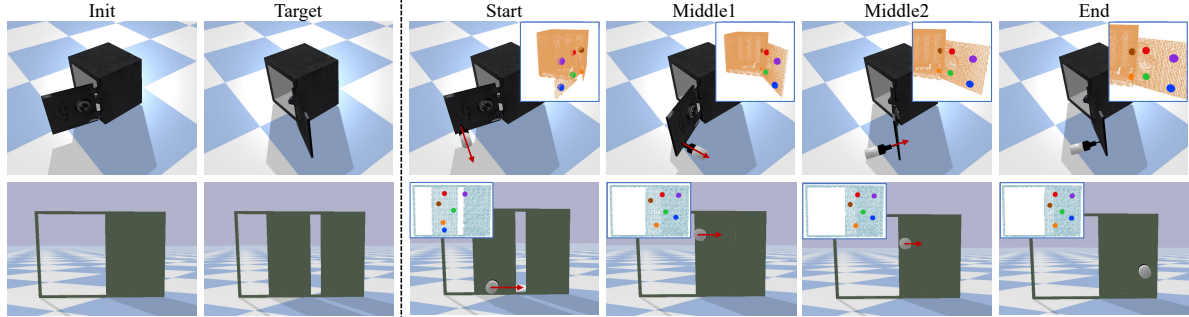 Init
Target
Start
Middle1
Middle2
End